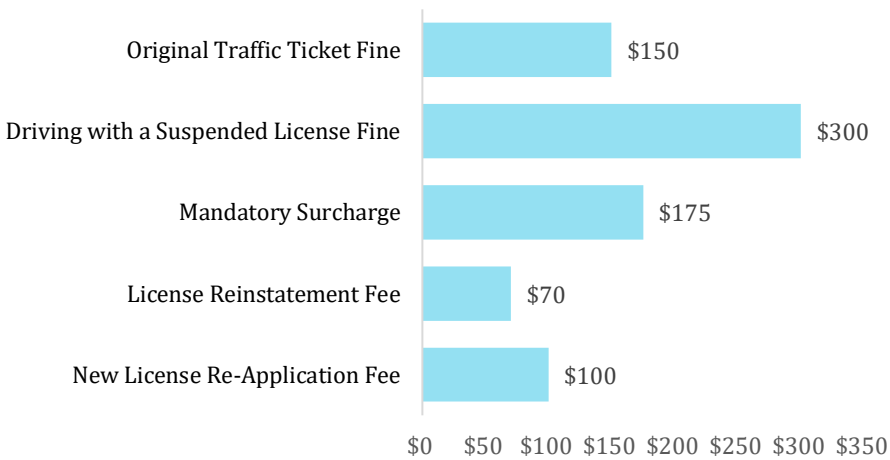 Original Traffic Ticket Fine $150
Driving with a Suspended License Fine $300
Mandatory Surcharge $175
License Reinstatement Fee $70
New License Re-Application Fee $100
$0 $50 $100 $150 $200 $250 $300 $350